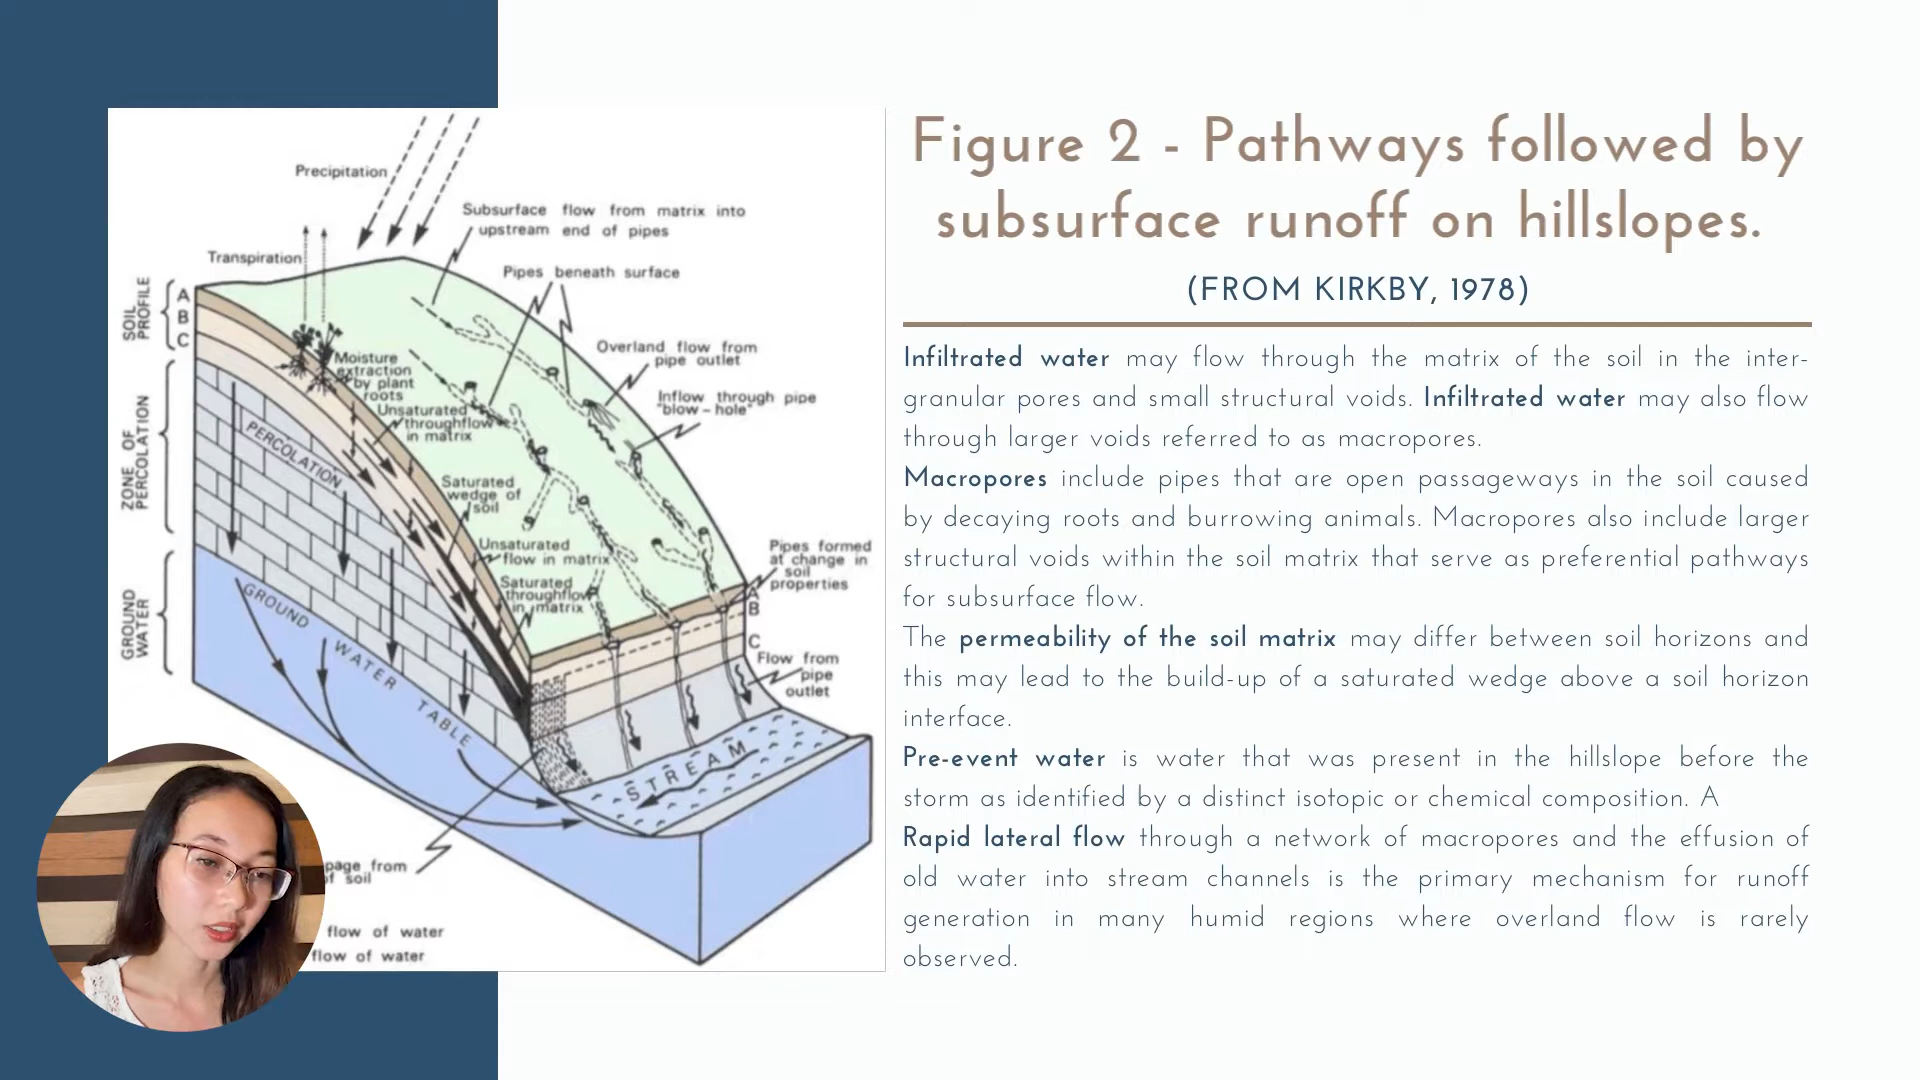 Figure 2 - Pathways followed by
subsurface runoff on hillslopes.
(FROM KIRKBY, 1978)
Infiltrated water may flow through the matrix of the soil in the inter-
granular pores and small structural voids. Infiltrated water may also flow
through larger voids referred to as macropores.
Macropores include pipes that are open passageways in the soil caused
by decaying roots and burrowing animals. Macropores also include larger
structural voids within the soil matrix that serve as preferential pathways
for subsurface flow.
The permeability of the soil matrix may differ between soil horizons and
this may lead to the build-up of a saturated wedge above a soil horizon
interface.
Pre-event water is water that was present in the hillslope before the
storm as identified by a distinct isotopic or chemical composition. A
Rapid lateral flow through a network of macropores and the effusion of
old water into stream channels is the primary mechanism for runoff
generation in many humid regions where overland flow is rarely
observed.
Precipitation
Subsurface flow from matrix into
upstream end of pipes
Transpiration
Pipes beneath surface
SOIL
PROFILE
A
B
C
Overland flow from
pipe outlet
Moisture
extraction
by plant
roots
Inflow through pipe
"blow-hole"
Unsaturated
throughflow
in matrix
ZONE OF
PERCOLATION
PERCOLATION
Saturated
wedge of
soil
Unsaturated
flow in matrix
Pipes formed
at change in
soil
properties
Saturated
throughflow
in matrix
A
B
C
GROUND
WATER
GROUND WATER TABLE
Flow from
pipe
outlet
STREAM
page from
f soil
flow of water
flow of water